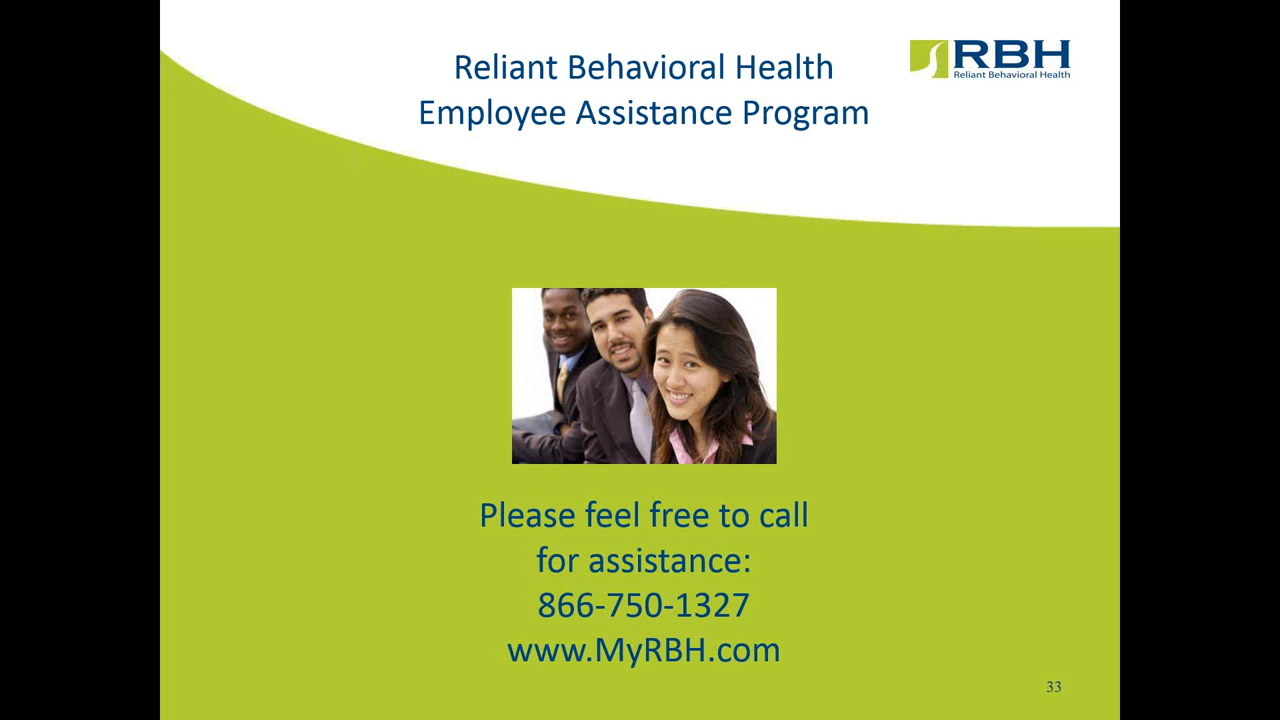 Reliant Behavioral Health
Employee Assistance Program
RBH
Reliant Behavioral Health
Please feel free to call
for assistance:
866-750-1327
www.MyRBH.com
33